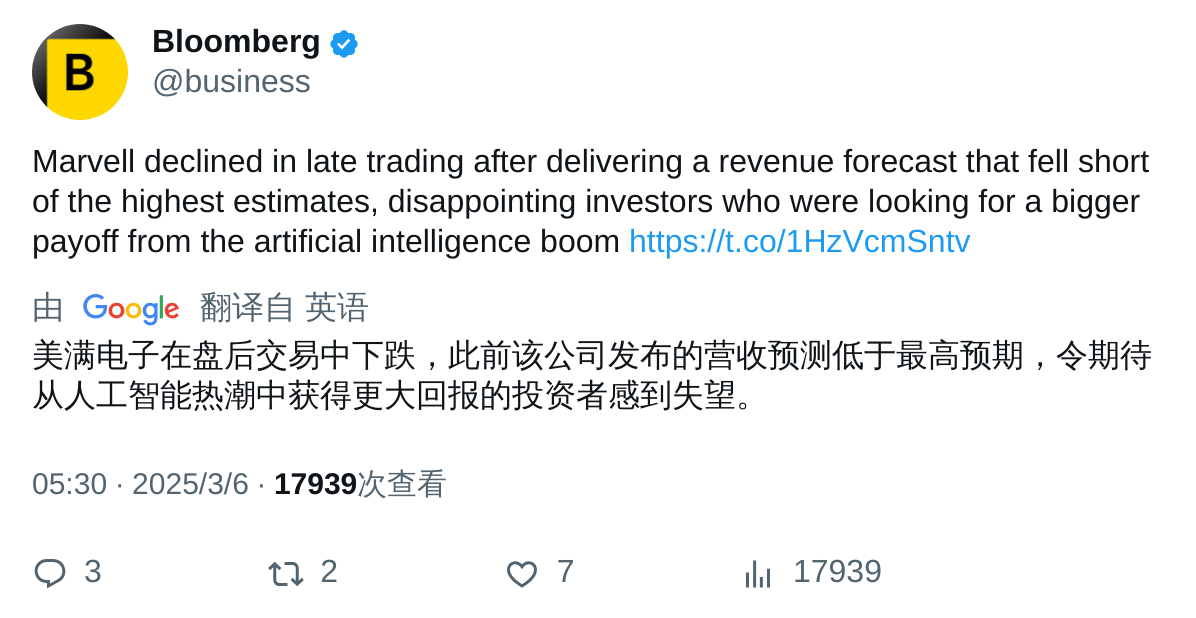 B
Bloomberg
@business
Marvell declined in late trading after delivering a revenue forecast that fell short
of the highest estimates, disappointing investors who were looking for a bigger
payoff from the artificial intelligence boom https://t.co/1HzVcmSntv
由 Google 翻译自 英语
美满电子在盘后交易中下跌，此前该公司发布的营收预测低于最高预期，令期待
从人工智能热潮中获得更大回报的投资者感到失望。
05:30 · 2025/3/6 · 17939次查看
3 2 7 17939